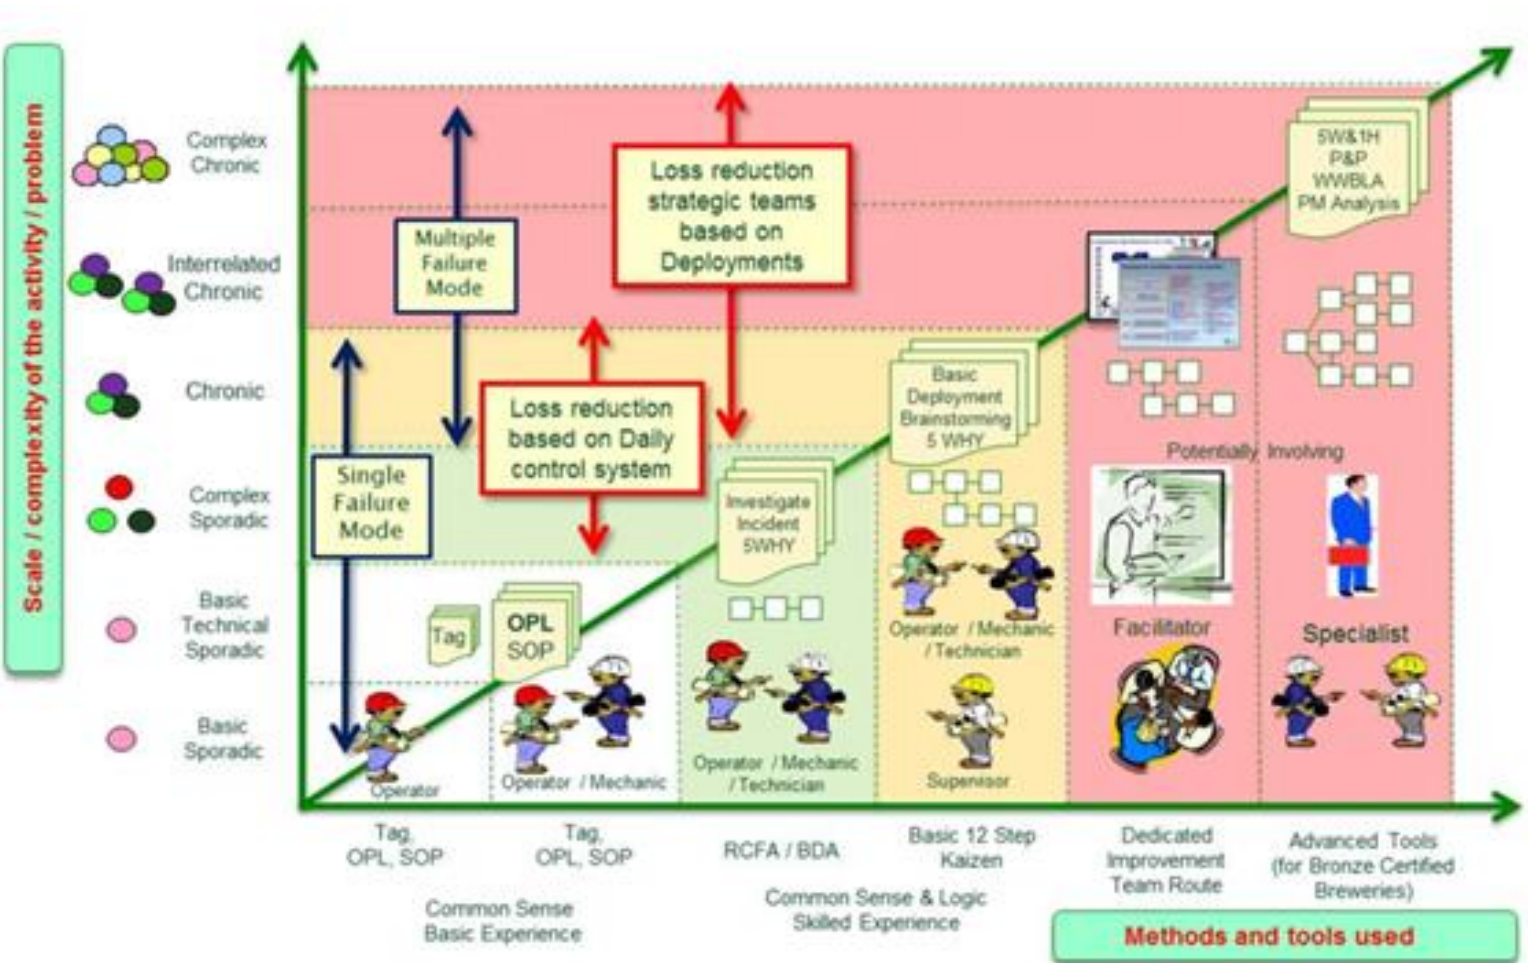 Scale / complexity of the activity / problem
Complex
Chronic
Interrelated
Chronic
Chronic
Complex
Sporadic
Basic
Technical
Sporadic
Basic
Sporadic
Multiple
Failure
Mode
Single
Failure
Mode
Loss reduction
strategic teams
based on
Deployments
Loss reduction
based on Daily
control system
5W&1H
P&P
WWBLA
PM Analysis
Basic
Deployment
Brainstorming
5 WHY
Investigate
Incident
5WHY
Tag
OPL
SOP
Potentially Involving
Facilitator
Specialist
Operator / Mechanic
/ Technician
Supervisor
Operator / Mechanic
/ Technician
Operator / Mechanic
Operator
Tag,
OPL, SOP
Tag,
OPL, SOP
RCFA / BDA
Basic 12 Step
Kaizen
Dedicated
Improvement
Team Route
Advanced Tools
(for Bronze Certified
Breweries)
Common Sense
Basic Experience
Common Sense & Logic
Skilled Experience
Methods and tools used